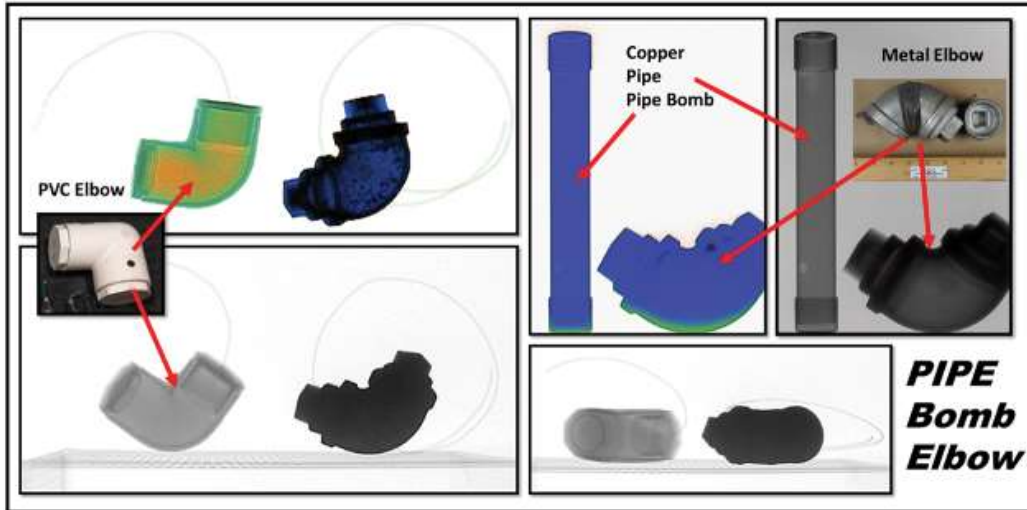 Copper
Pipe
Pipe Bomb
Metal Elbow
PVC Elbow
PIPE
Bomb
Elbow